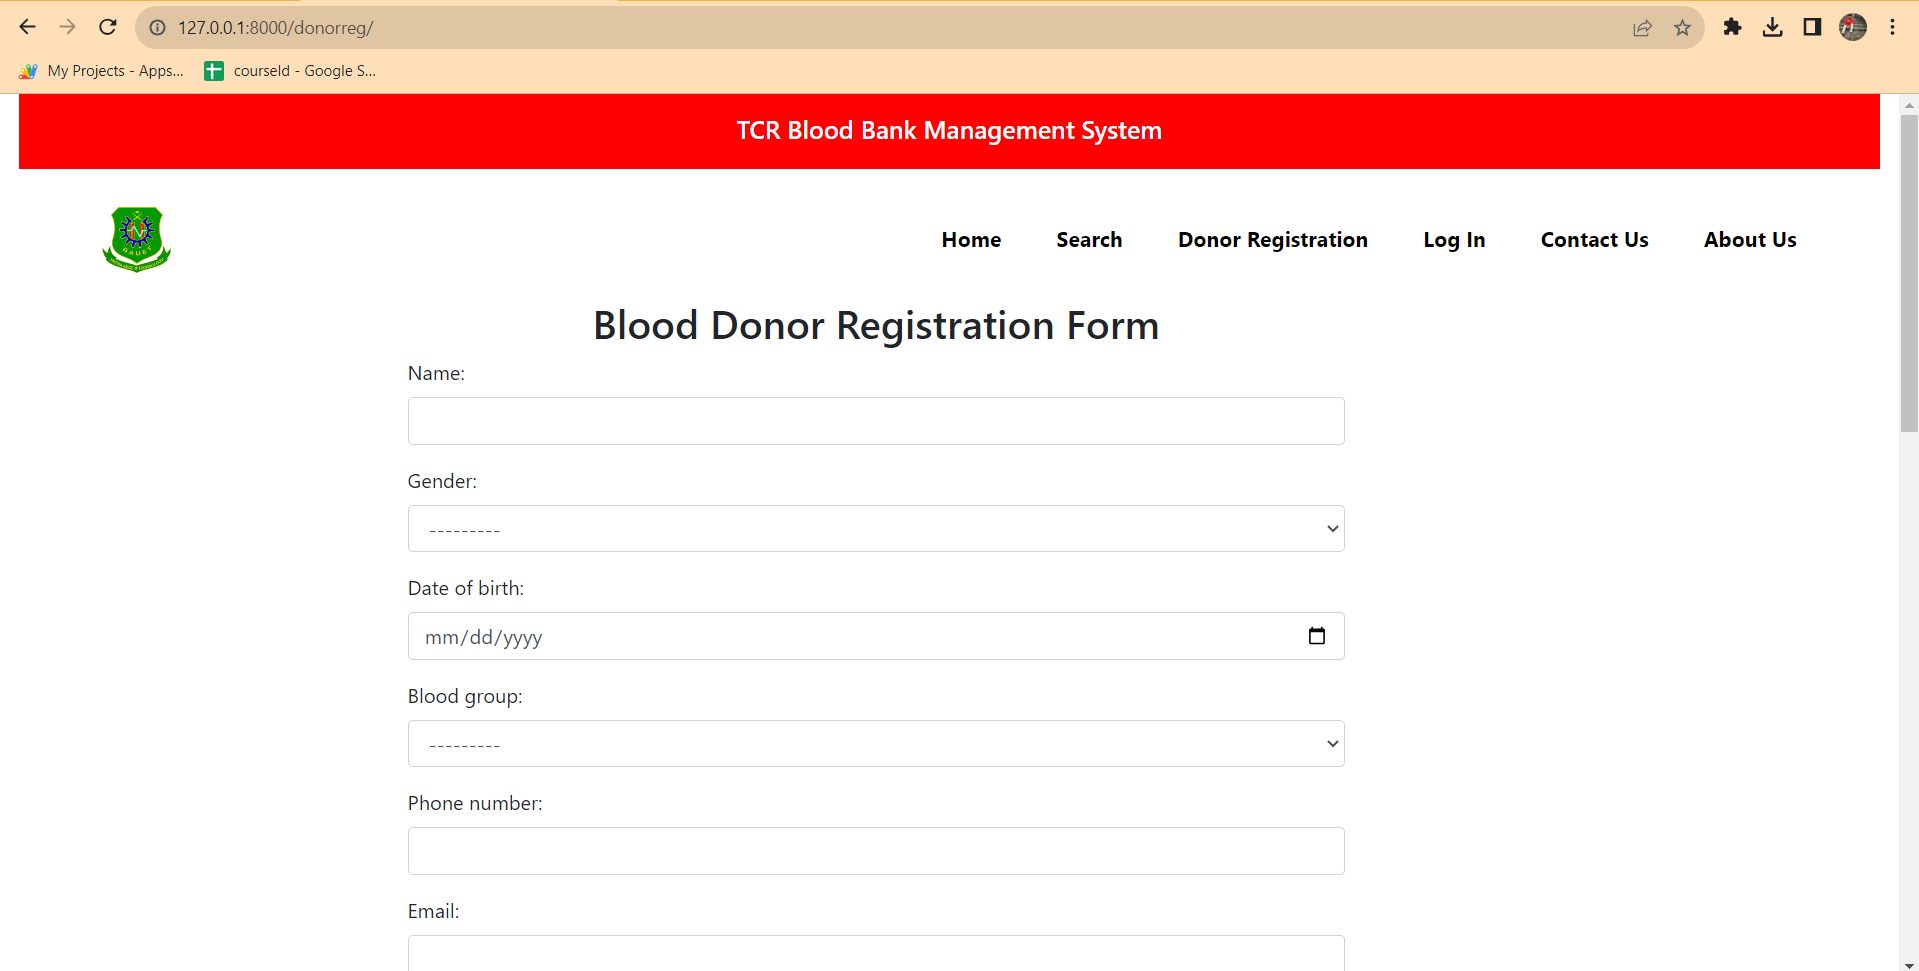 127.0.0.1:8000/donorreg/
My Projects - Apps...
courseId - Google S...
TCR Blood Bank Management System
BAUET
Home Search Donor Registration Log In Contact Us About Us
Blood Donor Registration Form
Name:
Gender:
---------
Date of birth:
mm/dd/yyyy
Blood group:
---------
Phone number:
Email: